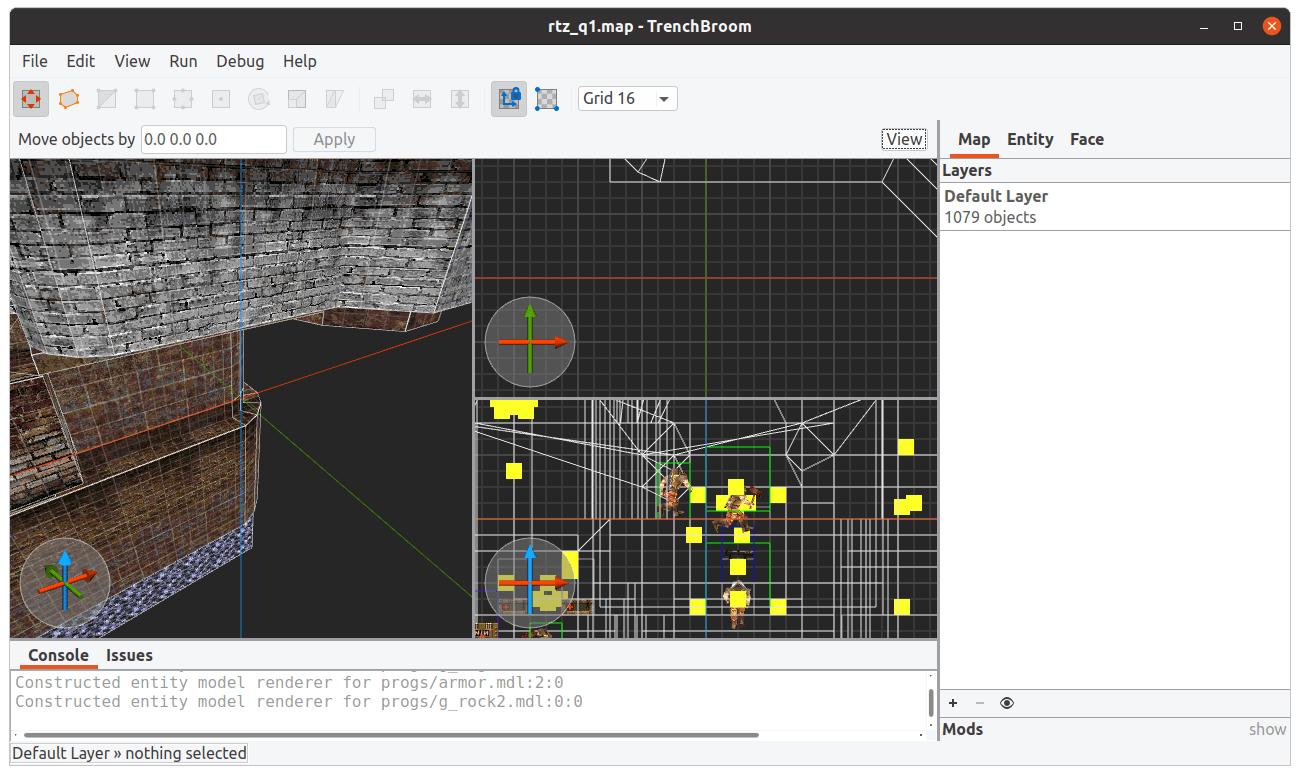 rtz_q1.map - TrenchBroom
File Edit View Run Debug Help
Grid 16
Move objects by 0.0 0.0 0.0 Apply View
Map Entity Face
Layers
Default Layer
1079 objects
Console Issues
Constructed entity model renderer for progs/armor.mdl:2:0
Constructed entity model renderer for progs/g_rock2.mdl:0:0
Mods show
Default Layer » nothing selected